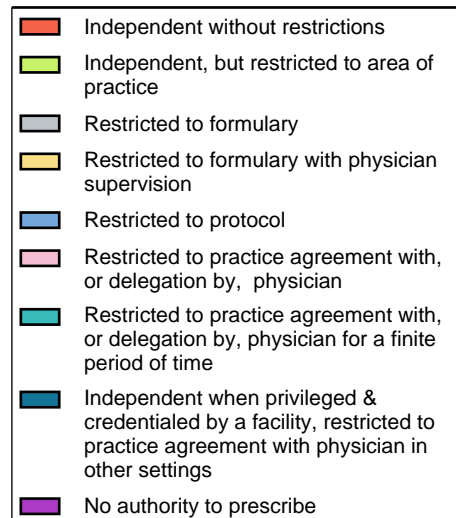 Independent without restrictions
Independent, but restricted to area of
practice
Restricted to formulary
Restricted to formulary with physician
supervision
Restricted to protocol
Restricted to practice agreement with,
or delegation by, physician
Restricted to practice agreement with,
or delegation by, physician for a finite
period of time
Independent when privileged &
credentialed by a facility, restricted to
practice agreement with physician in
other settings
No authority to prescribe